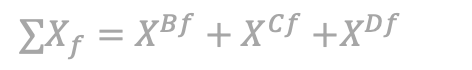 ∑X_f = X^{Bf} + X^{Cf} + X^{Df}